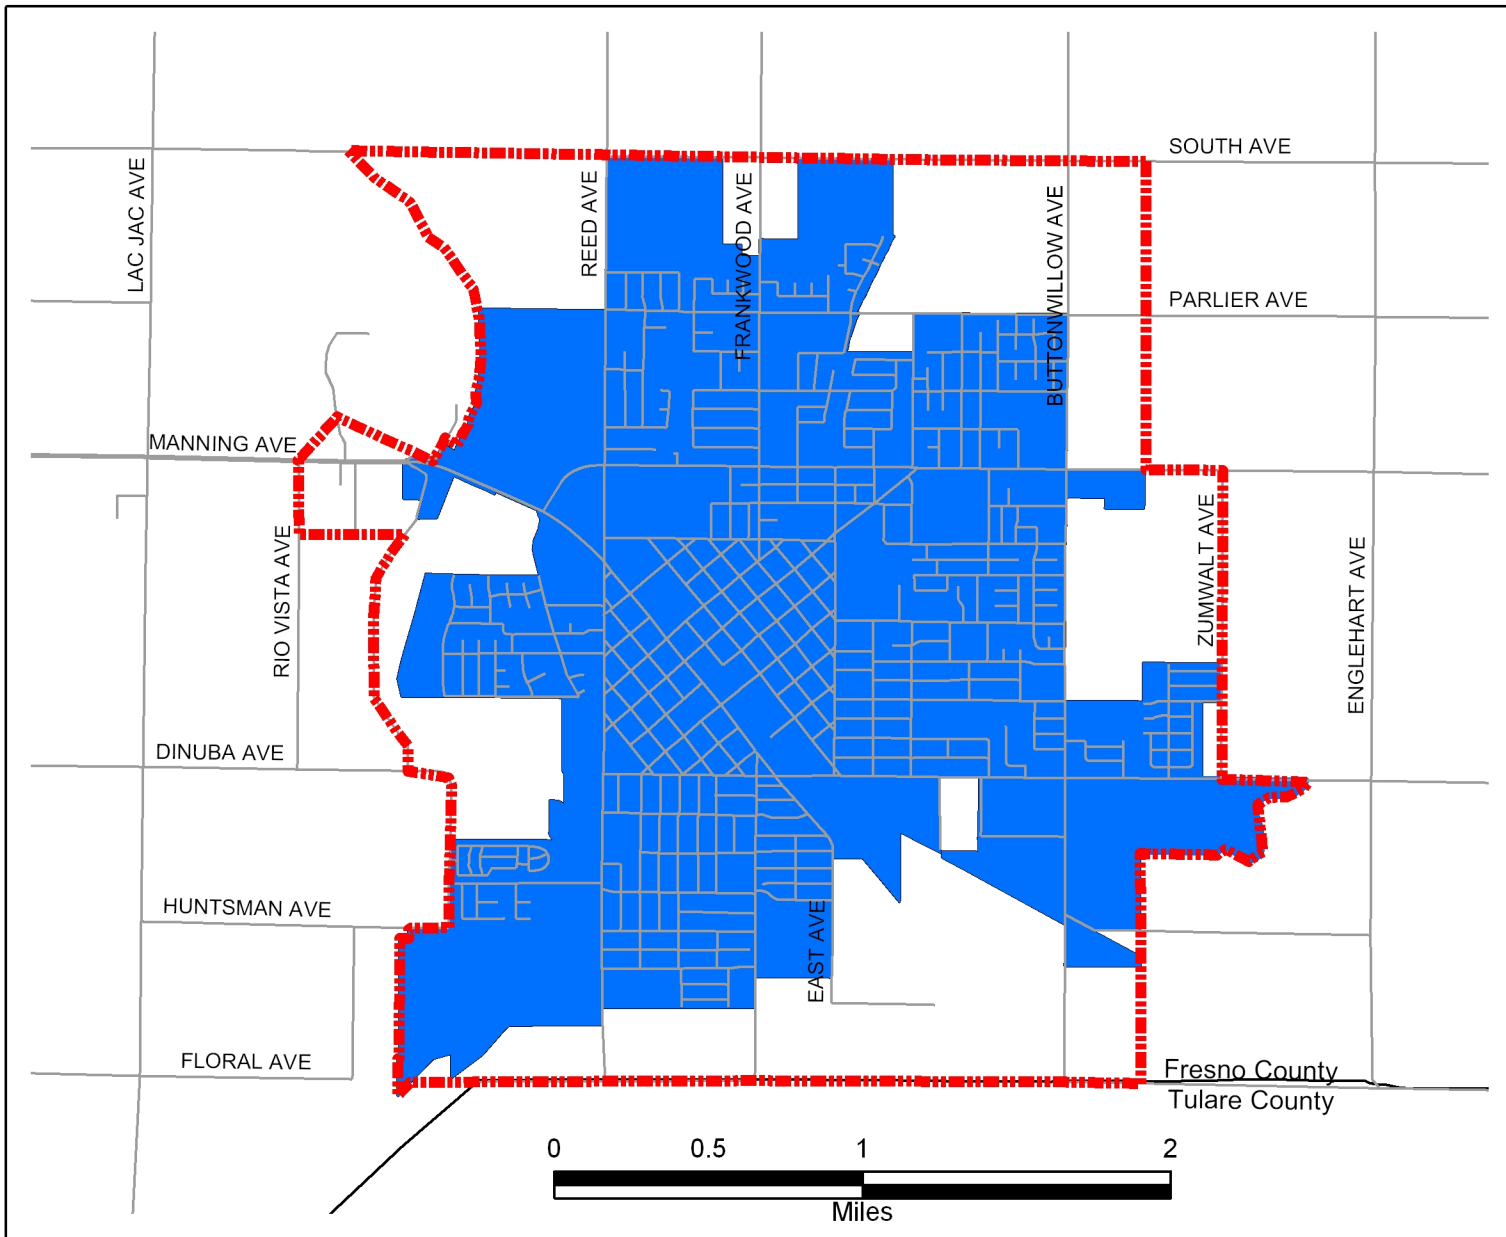 SOUTH AVE
LAC JAC AVE
REED AVE
FRANKWOOD AVE
BUTTONWILLOW AVE
PARLIER AVE
MANNING AVE
RIO VISTA AVE
ZUMWALT AVE
ENGLEHART AVE
DINUBA AVE
HUNTSMAN AVE
EAST AVE
FLORAL AVE
Fresno County
Tulare County
0 0.5 1 2
Miles